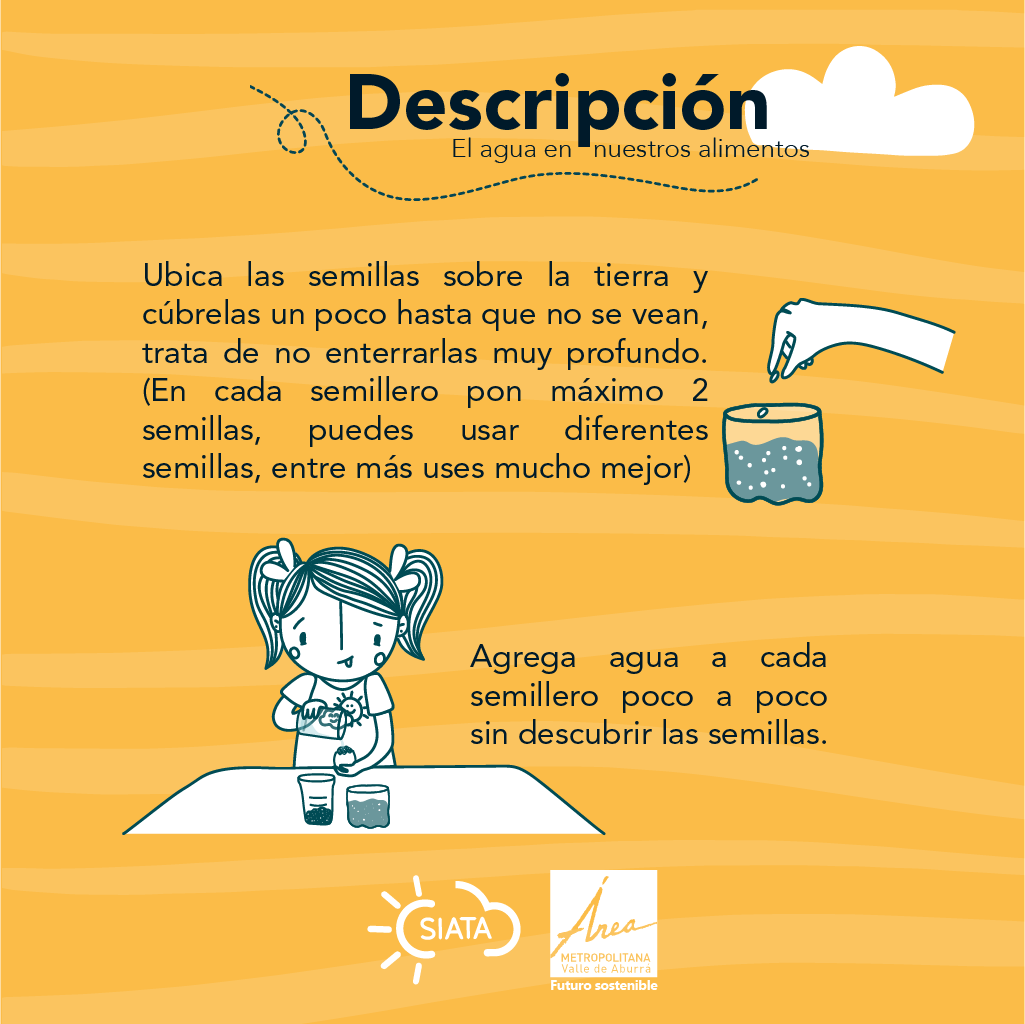 Descripción
El agua en nuestros alimentos
Ubica las semillas sobre la tierra y
cúbrelas un poco hasta que no se vean,
trata de no enterrarlas muy profundo.
(En cada semillero pon máximo 2
semillas, puedes usar diferentes
semillas, entre más uses mucho mejor)
Agrega agua a cada
semillero poco a poco
sin descubrir las semillas.
SIATA
Área
METROPOLITANA
Valle de Aburrá
Futuro sostenible